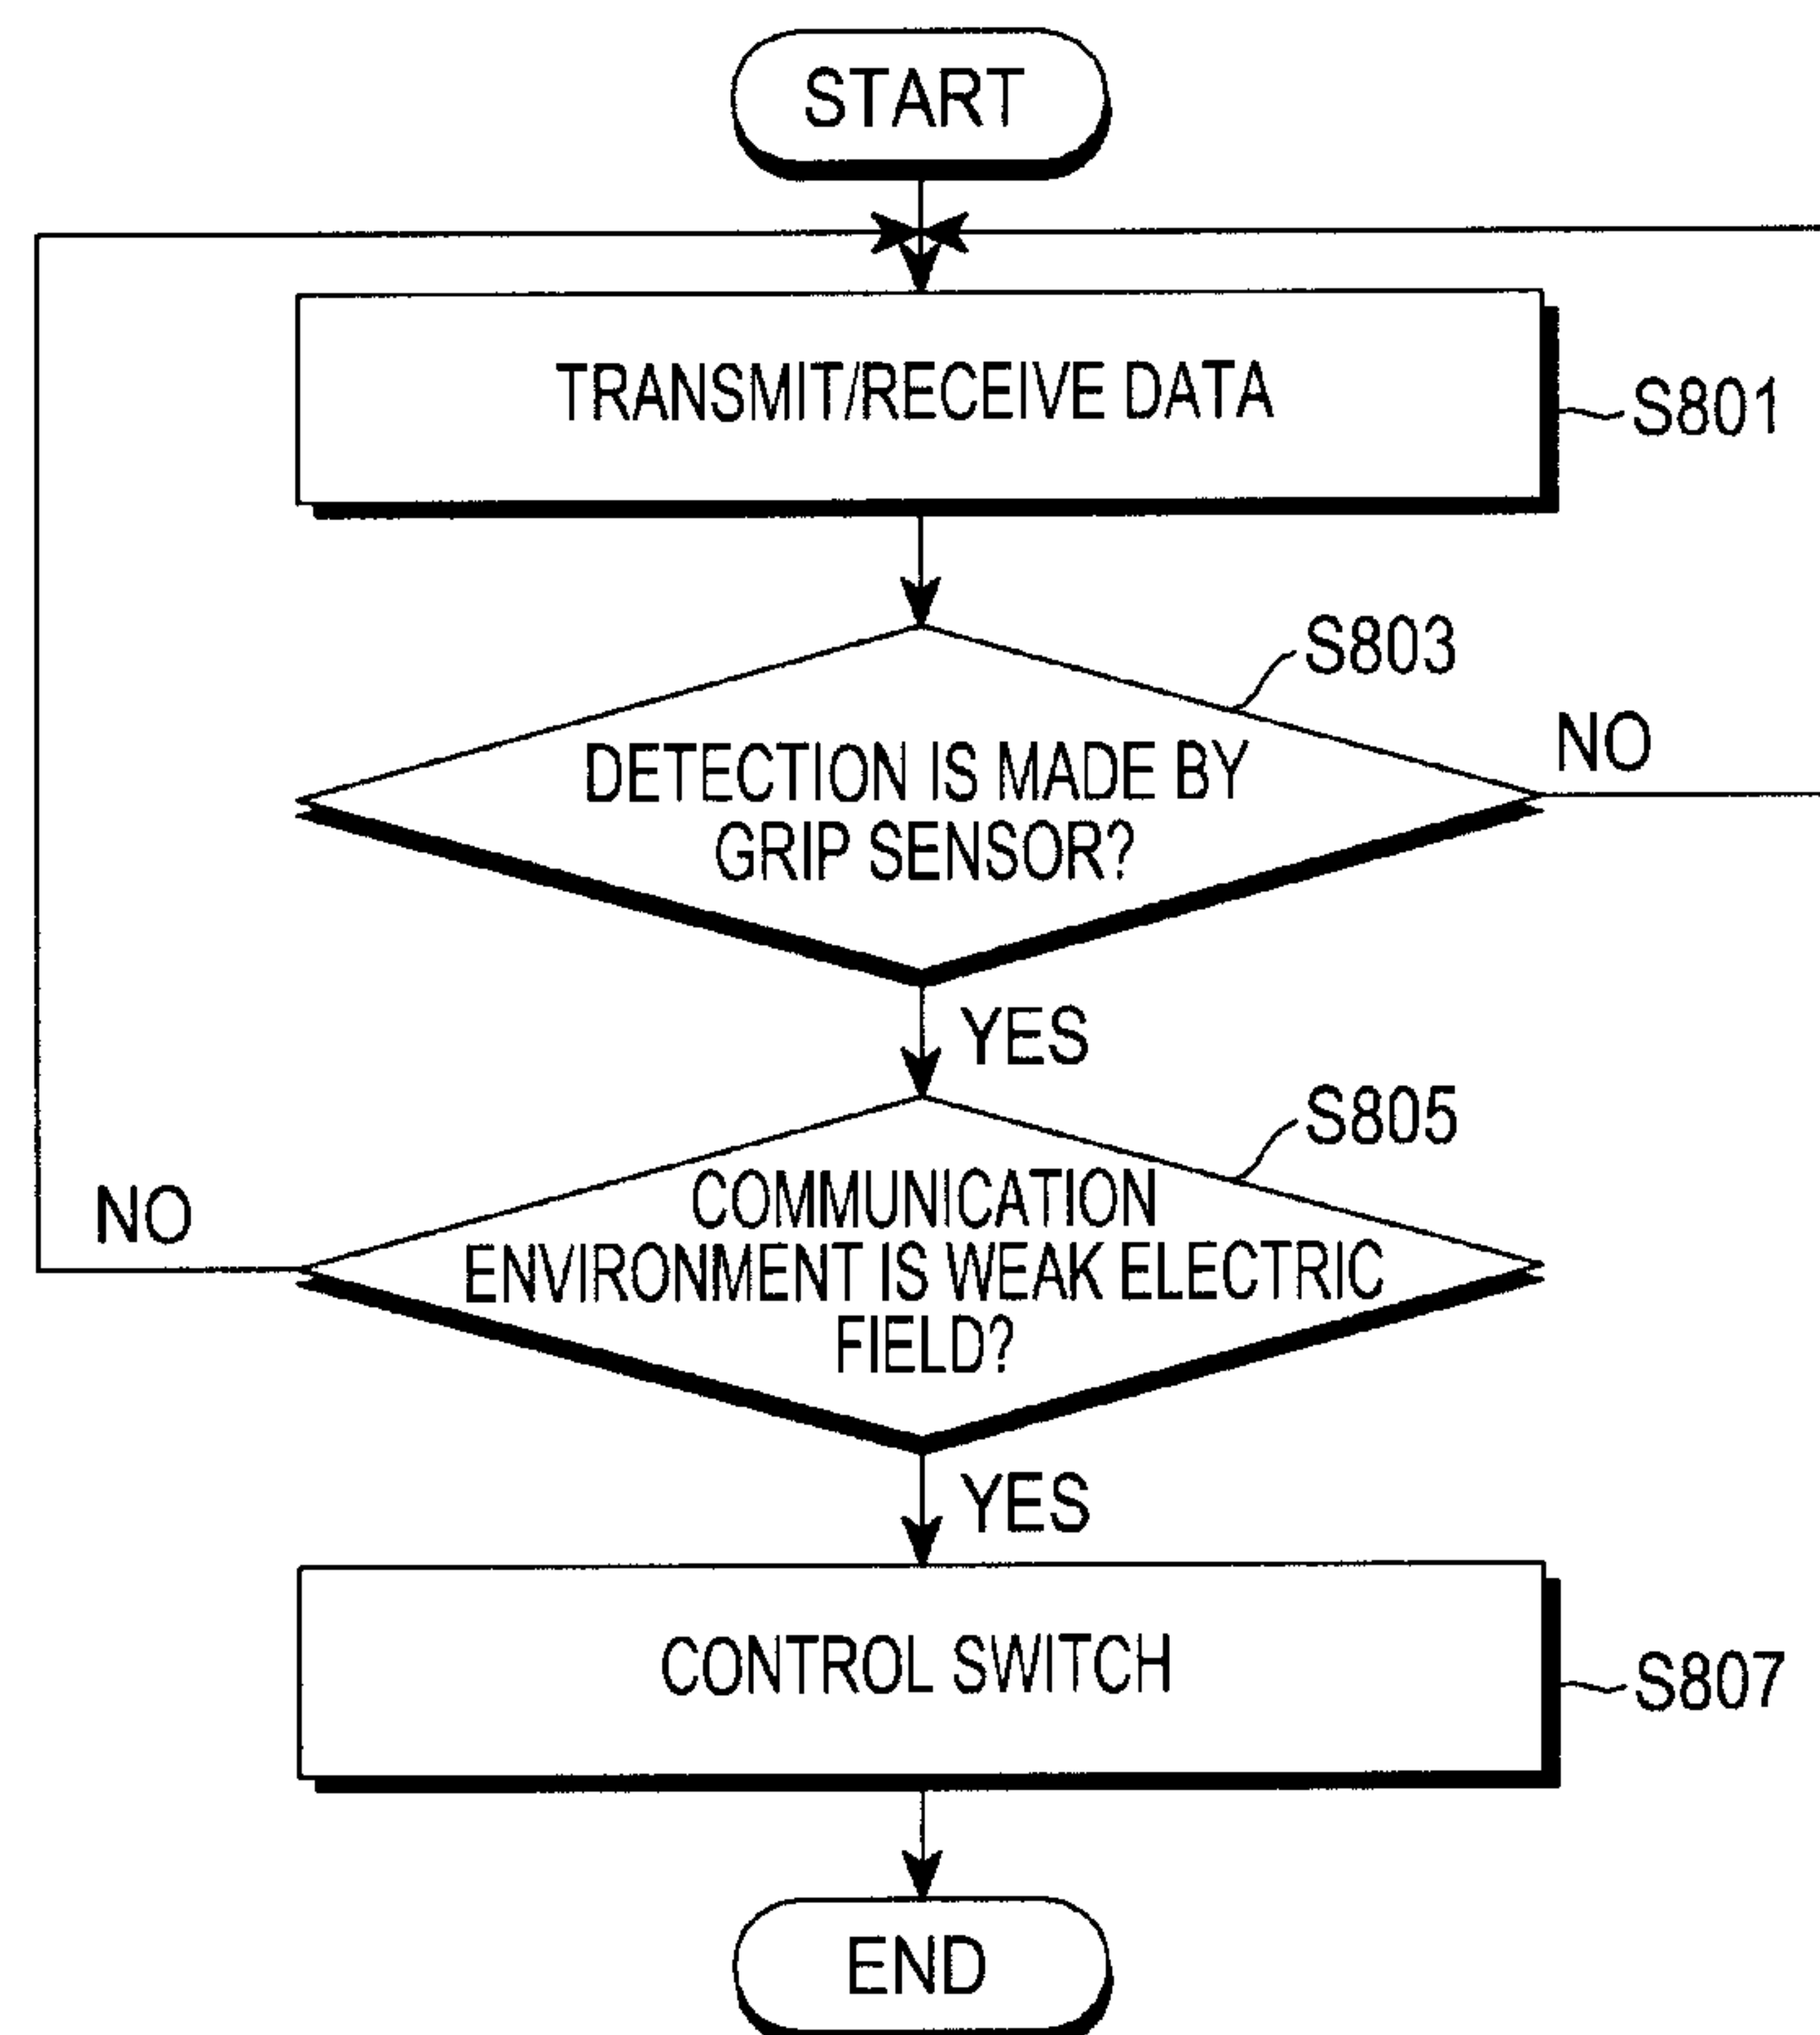 START
TRANSMIT/RECEIVE DATA
S801
S803
DETECTION IS MADE BY
GRIP SENSOR?
NO
YES
S805
COMMUNICATION
ENVIRONMENT IS WEAK ELECTRIC
FIELD?
NO
YES
CONTROL SWITCH
S807
END